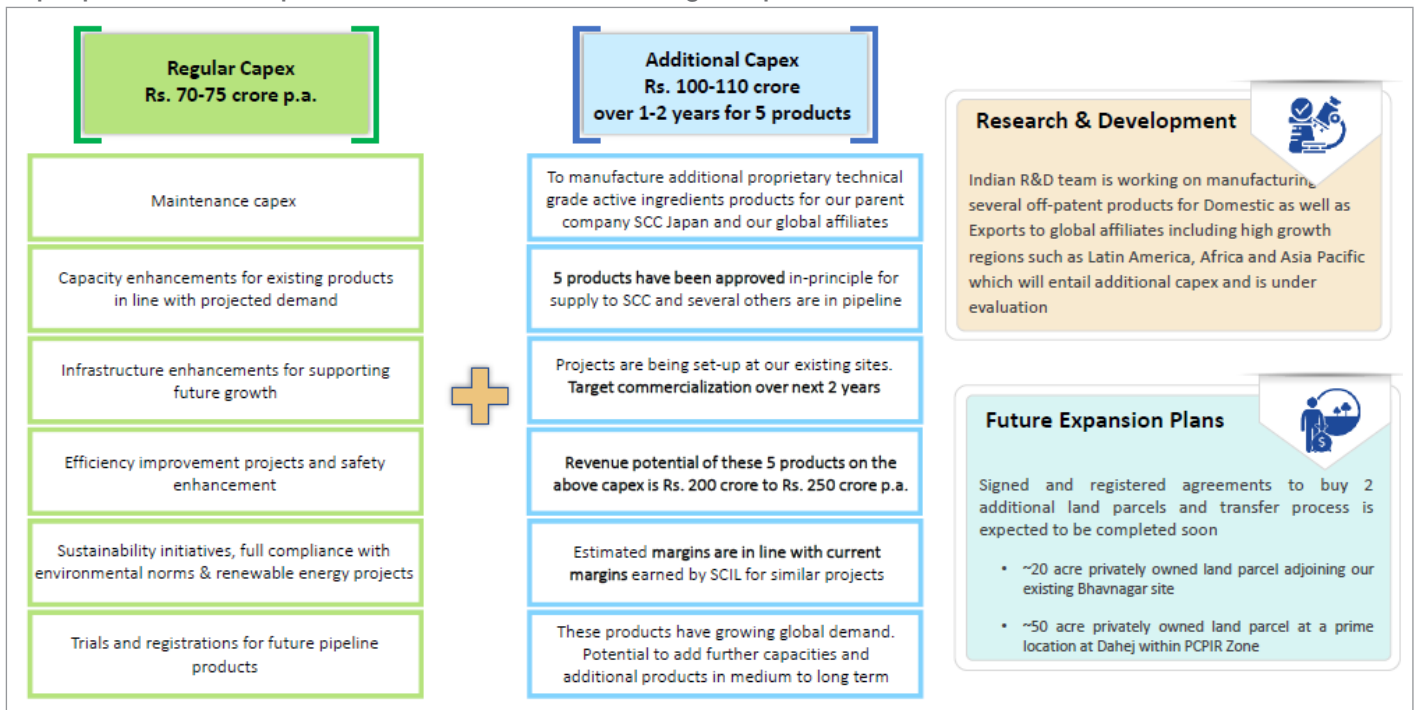 Regular Capex
Rs. 70-75 crore p.a.
Maintenance capex
Capacity enhancements for existing products
in line with projected demand
Infrastructure enhancements for supporting
future growth
Efficiency improvement projects and safety
enhancement
Sustainability initiatives, full compliance with
environmental norms & renewable energy projects
Trials and registrations for future pipeline
products
Additional Capex
Rs. 100-110 crore
over 1-2 years for 5 products
To manufacture additional proprietary technical
grade active ingredients products for our parent
company SCC Japan and our global affiliates
5 products have been approved in-principle for
supply to SCC and several others are in pipeline
Projects are being set-up at our existing sites.
Target commercialization over next 2 years
Revenue potential of these 5 products on the
above capex is Rs. 200 crore to Rs. 250 crore p.a.
Estimated margins are in line with current
margins earned by SCIL for similar projects
These products have growing global demand.
Potential to add further capacities and
additional products in medium to long term
Research & Development
Indian R&D team is working on manufacturing
several off-patent products for Domestic as well as
Exports to global affiliates including high growth
regions such as Latin America, Africa and Asia Pacific
which will entail additional capex and is under
evaluation
Future Expansion Plans
Signed and registered agreements to buy 2
additional land parcels and transfer process is
expected to be completed soon
• ~20 acre privately owned land parcel adjoining our
existing Bhavnagar site
• ~50 acre privately owned land parcel at a prime
location at Dahej within PCPIR Zone